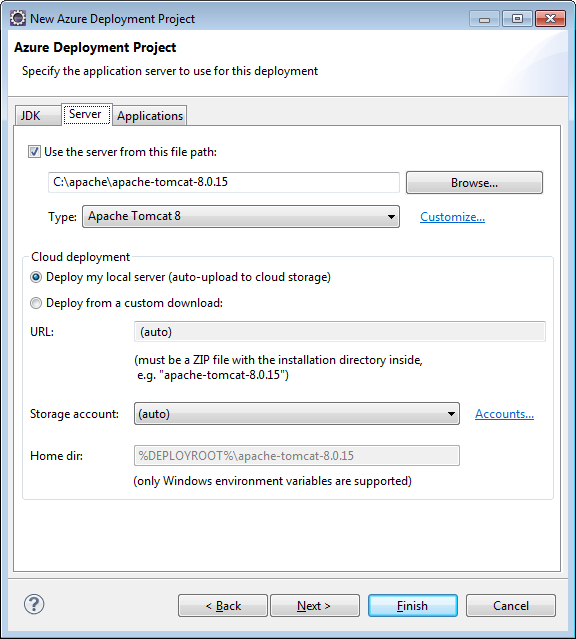 New Azure Deployment Project
Azure Deployment Project
Specify the application server to use for this deployment
JDK Server Applications
Use the server from this file path:
C:\apache\apache-tomcat-8.0.15 Browse...
Type: Apache Tomcat 8 Customize...
Cloud deployment
Deploy my local server (auto-upload to cloud storage)
Deploy from a custom download:
URL: (auto)
(must be a ZIP file with the installation directory inside,
e.g. "apache-tomcat-8.0.15")
Storage account: (auto) Accounts...
Home dir: %DEPLOYROOT%\apache-tomcat-8.0.15
(only Windows environment variables are supported)
? < Back Next > Finish Cancel